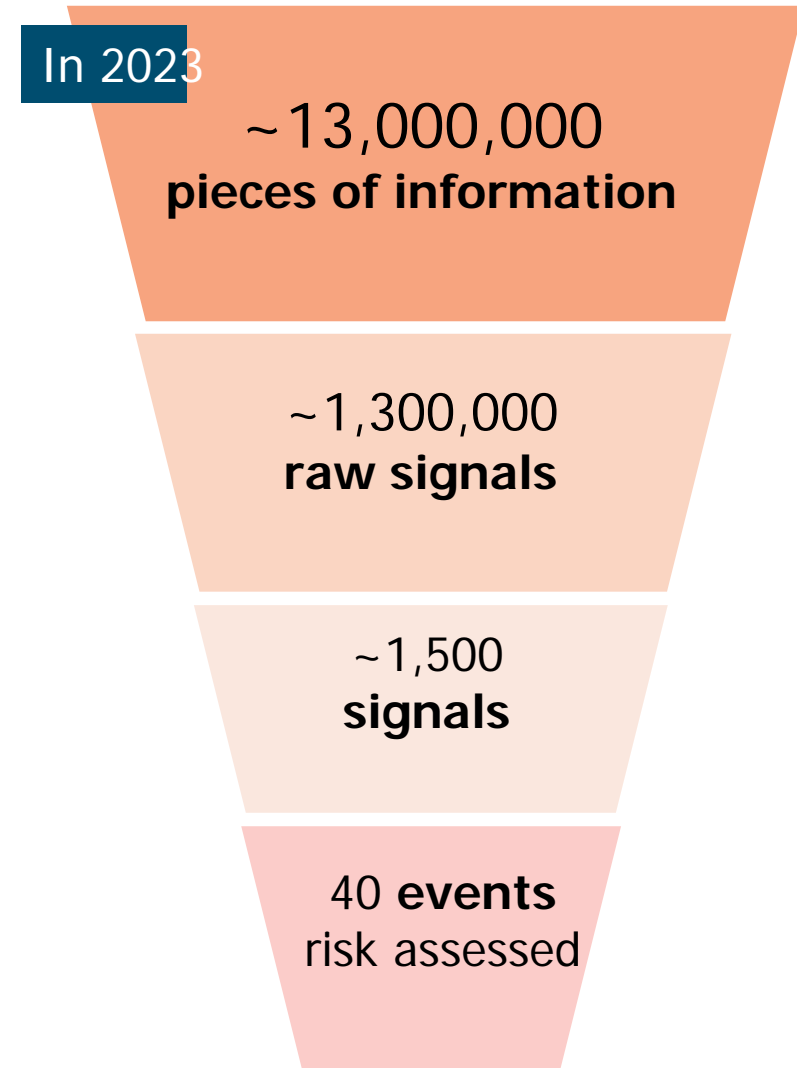 In 2023
~13,000,000
pieces of information
~1,300,000
raw signals
~1,500
signals
40 events
risk assessed